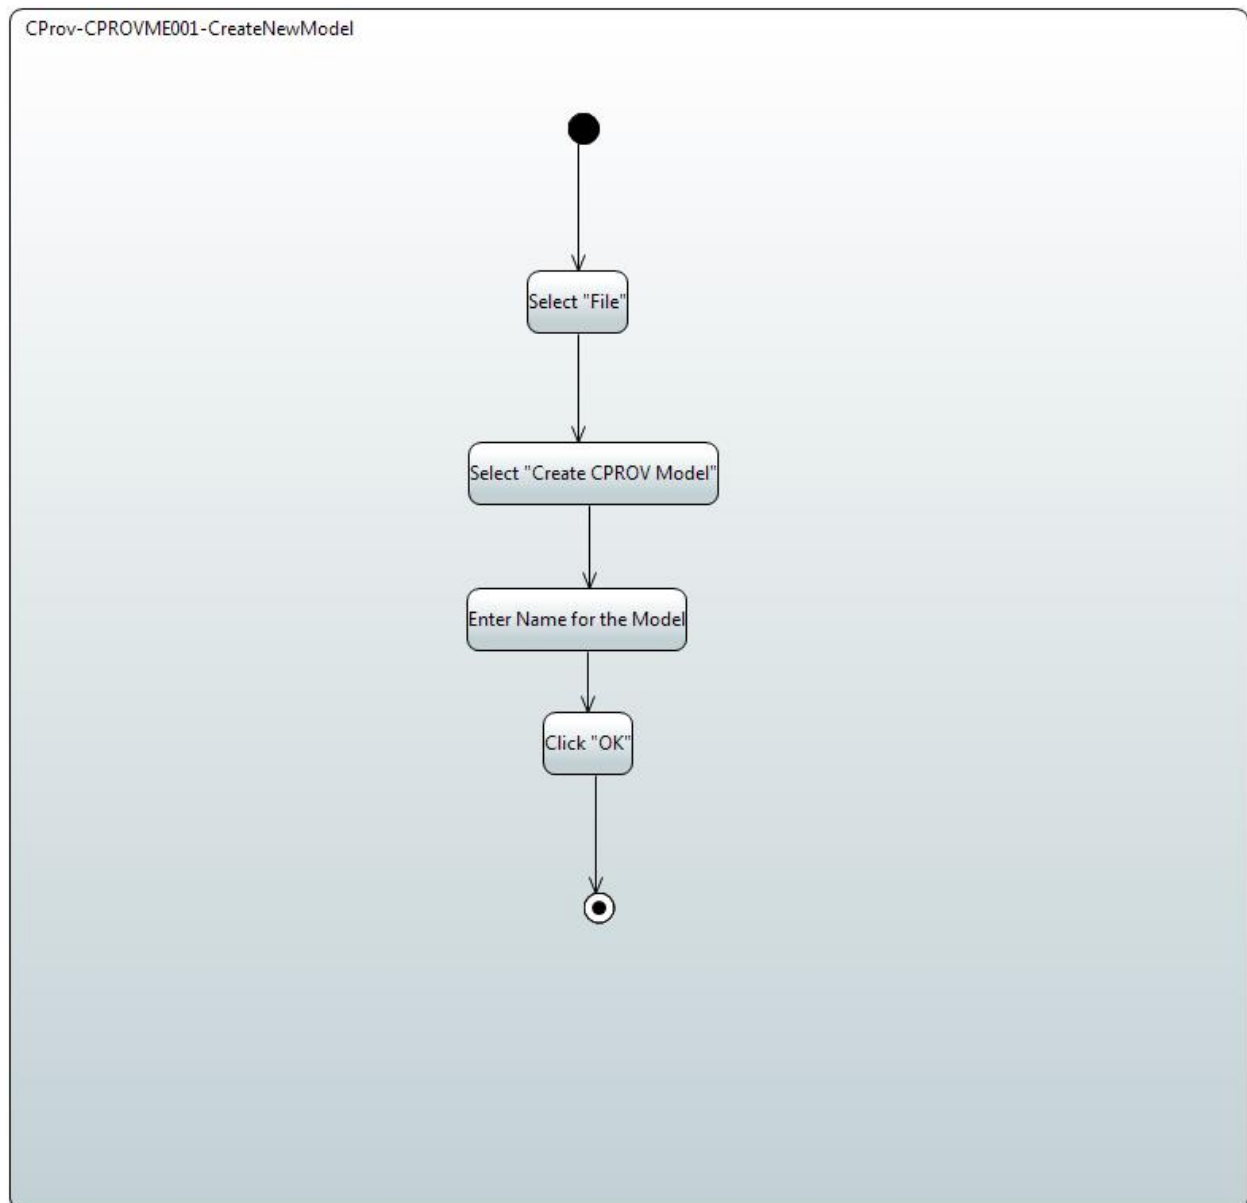 CProv-CPROVME001-CreateNewModel
Select "File"
Select "Create CPROV Model"
Enter Name for the Model
Click "OK"